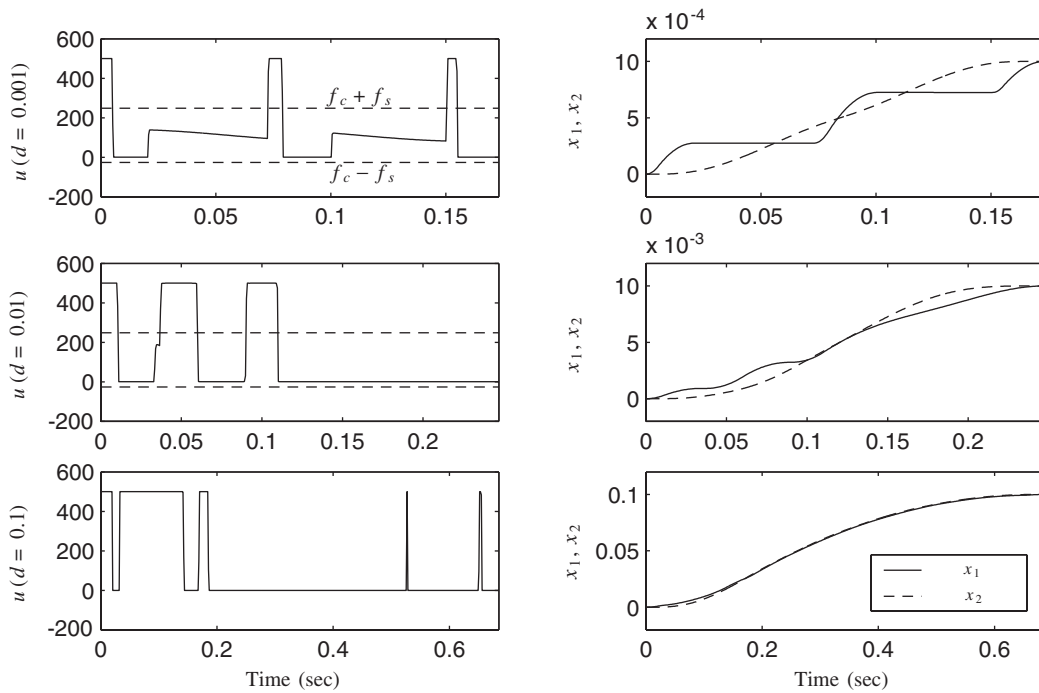 u (d = 0.001)
600
400
200
0
-200
f_c + f_s
f_c − f_s
0 0.05 0.1 0.15
x 10^-4
x_1, x_2
10
5
0
0 0.05 0.1 0.15
u (d = 0.01)
600
400
200
0
-200
0 0.05 0.1 0.15 0.2
x 10^-3
x_1, x_2
10
5
0
0 0.05 0.1 0.15 0.2
u (d = 0.1)
600
400
200
0
-200
0 0.2 0.4 0.6
Time (sec)
x_1, x_2
0.1
0.05
0
x_1
x_2
0 0.2 0.4 0.6
Time (sec)